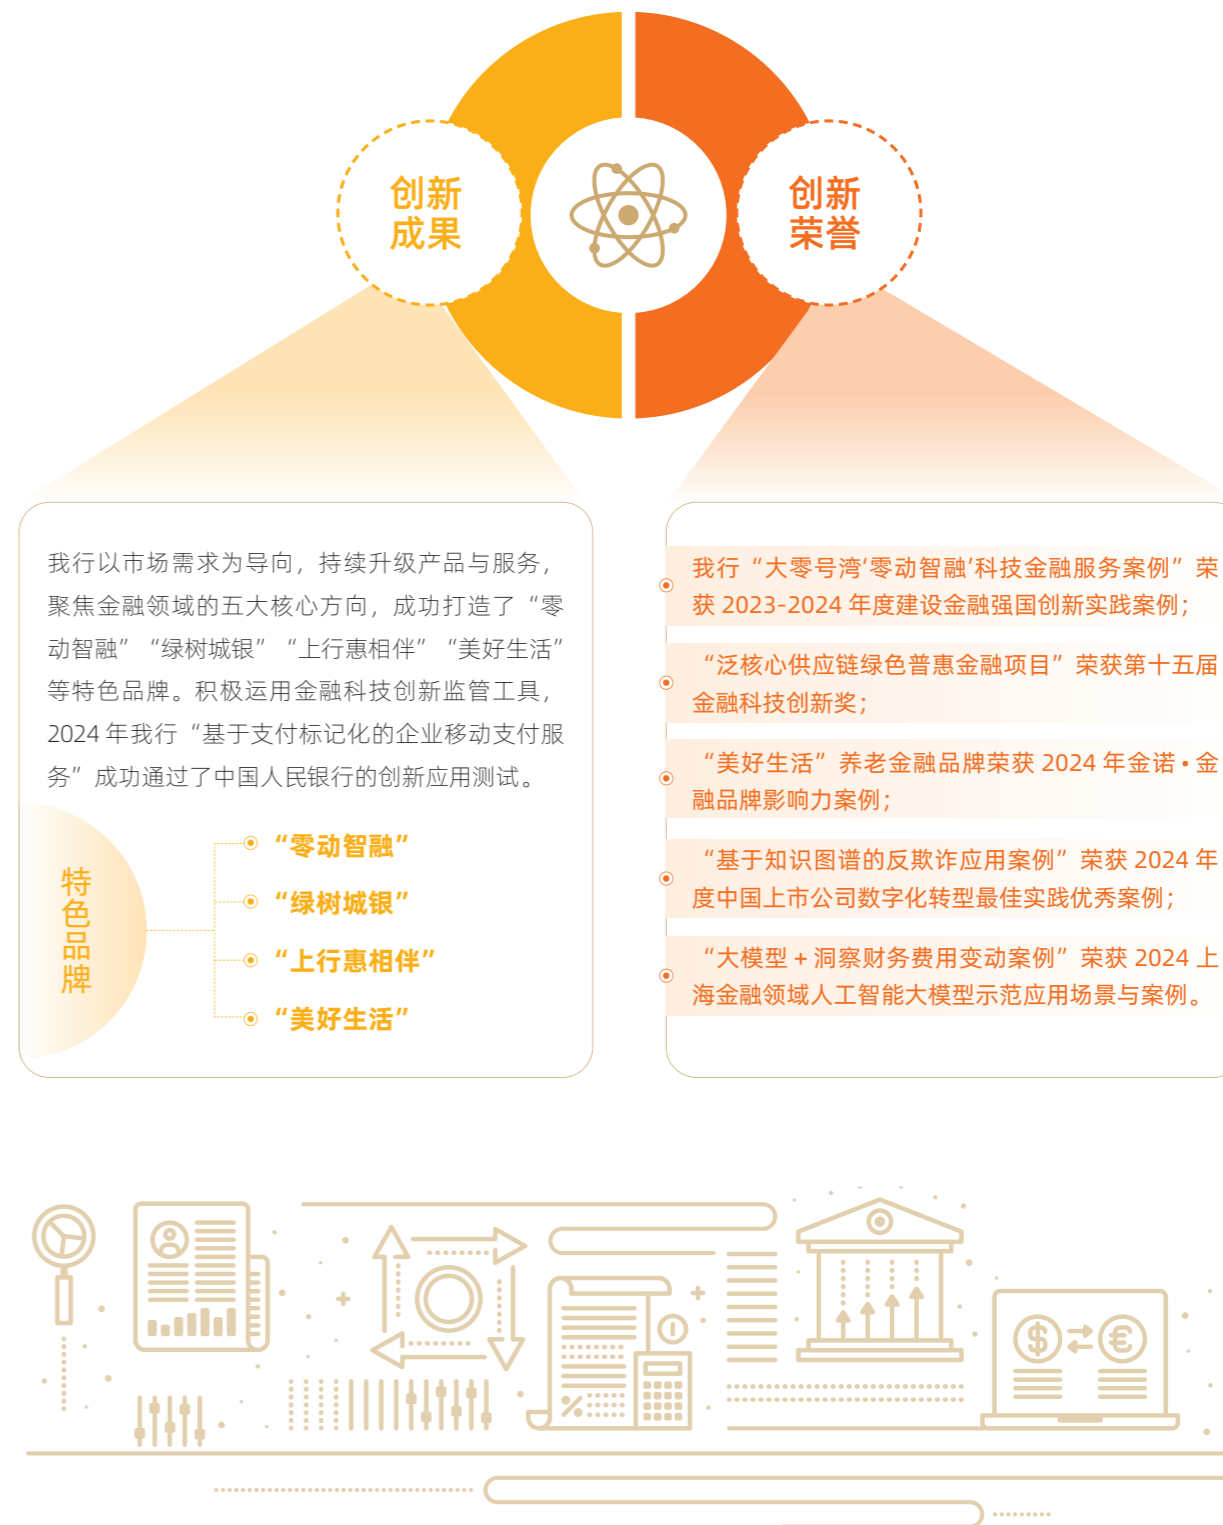 创新
成果
创新
荣誉
我行以市场需求为导向，持续升级产品与服务，
聚焦金融领域的五大核心方向，成功打造了“零
动智融”“绿树城银”“上行惠相伴”“美好生活”
等特色品牌。积极运用金融科技创新监管工具，
2024 年我行“基于支付标记化的企业移动支付服
务”成功通过了中国人民银行的创新应用测试。
特色品牌
“零动智融”
“绿树城银”
“上行惠相伴”
“美好生活”
我行“大零号湾‘零动智融’科技金融服务案例”荣
获 2023-2024 年度建设金融强国创新实践案例；
“泛核心供应链绿色普惠金融项目”荣获第十五届
金融科技创新奖；
“美好生活”养老金融品牌荣获 2024 年金诺•金
融品牌影响力案例；
“基于知识图谱的反欺诈应用案例”荣获 2024 年
度中国上市公司数字化转型最佳实践优秀案例；
“大模型 + 洞察财务费用变动案例”荣获 2024 上
海金融领域人工智能大模型示范应用场景与案例。